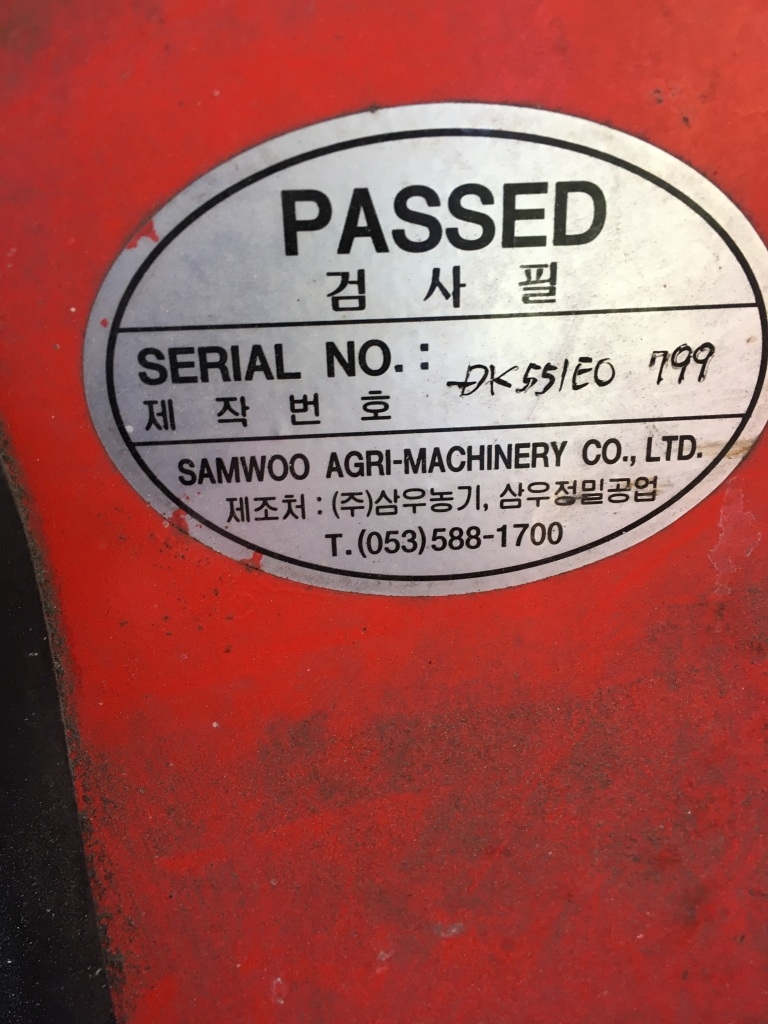 PASSED
검 사 필
SERIAL NO. : DK551EO 799
제 작 번 호
SAMWOO AGRI-MACHINERY CO., LTD.
제조처 : (주)삼우농기, 삼우정밀공업
T. (053) 588-1700